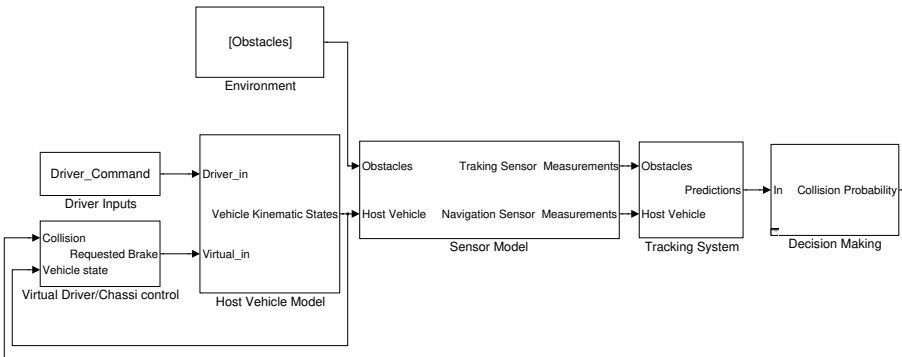 [Obstacles]
Environment
Driver_Command
Driver Inputs
Collision
Requested Brake
Vehicle state
Virtual Driver/Chassi control
Driver_in
Vehicle Kinematic States
Virtual_in
Host Vehicle Model
Obstacles
Traking Sensor Measurements
Host Vehicle
Navigation Sensor Measurements
Sensor Model
Obstacles
Predictions
Host Vehicle
Tracking System
In
Collision Probability
Decision Making